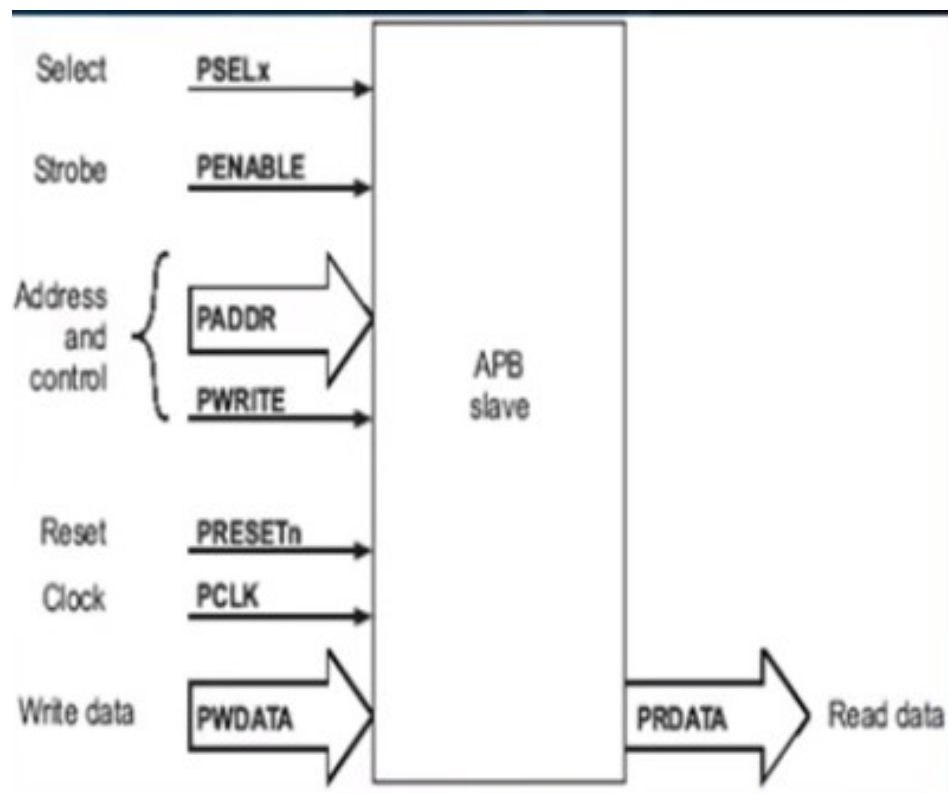 Select
PSELx
Strobe
PENABLE
Address
and
control
PADDR
PWRITE
APB
slave
Reset
PRESETn
Clock
PCLK
Write data
PWDATA
PRDATA
Read data